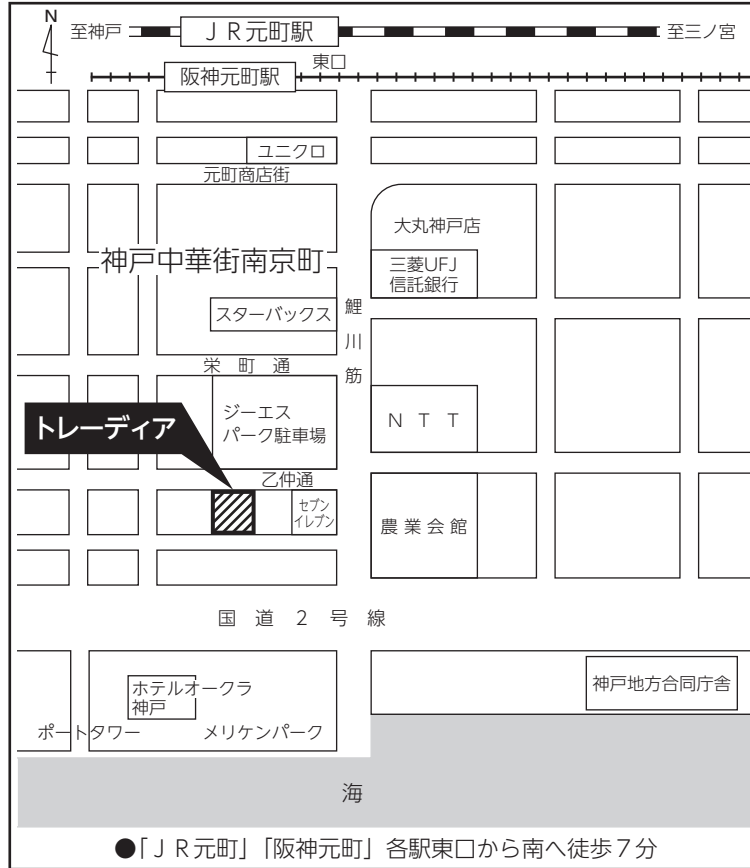 N
至神戸
ＪＲ元町駅
至三ノ宮
東口
阪神元町駅
ユニクロ
元町商店街
大丸神戸店
神戸中華街南京町
三菱UFJ
信託銀行
スターバックス
鯉川筋
栄町通
ジーエス
パーク駐車場
ＮＴＴ
トレーディア
乙仲通
セブン
イレブン
農業会館
国道２号線
ホテルオークラ
神戸
神戸地方合同庁舎
ポートタワー
メリケンパーク
海
●「ＪＲ元町」「阪神元町」各駅東口から南へ徒歩７分